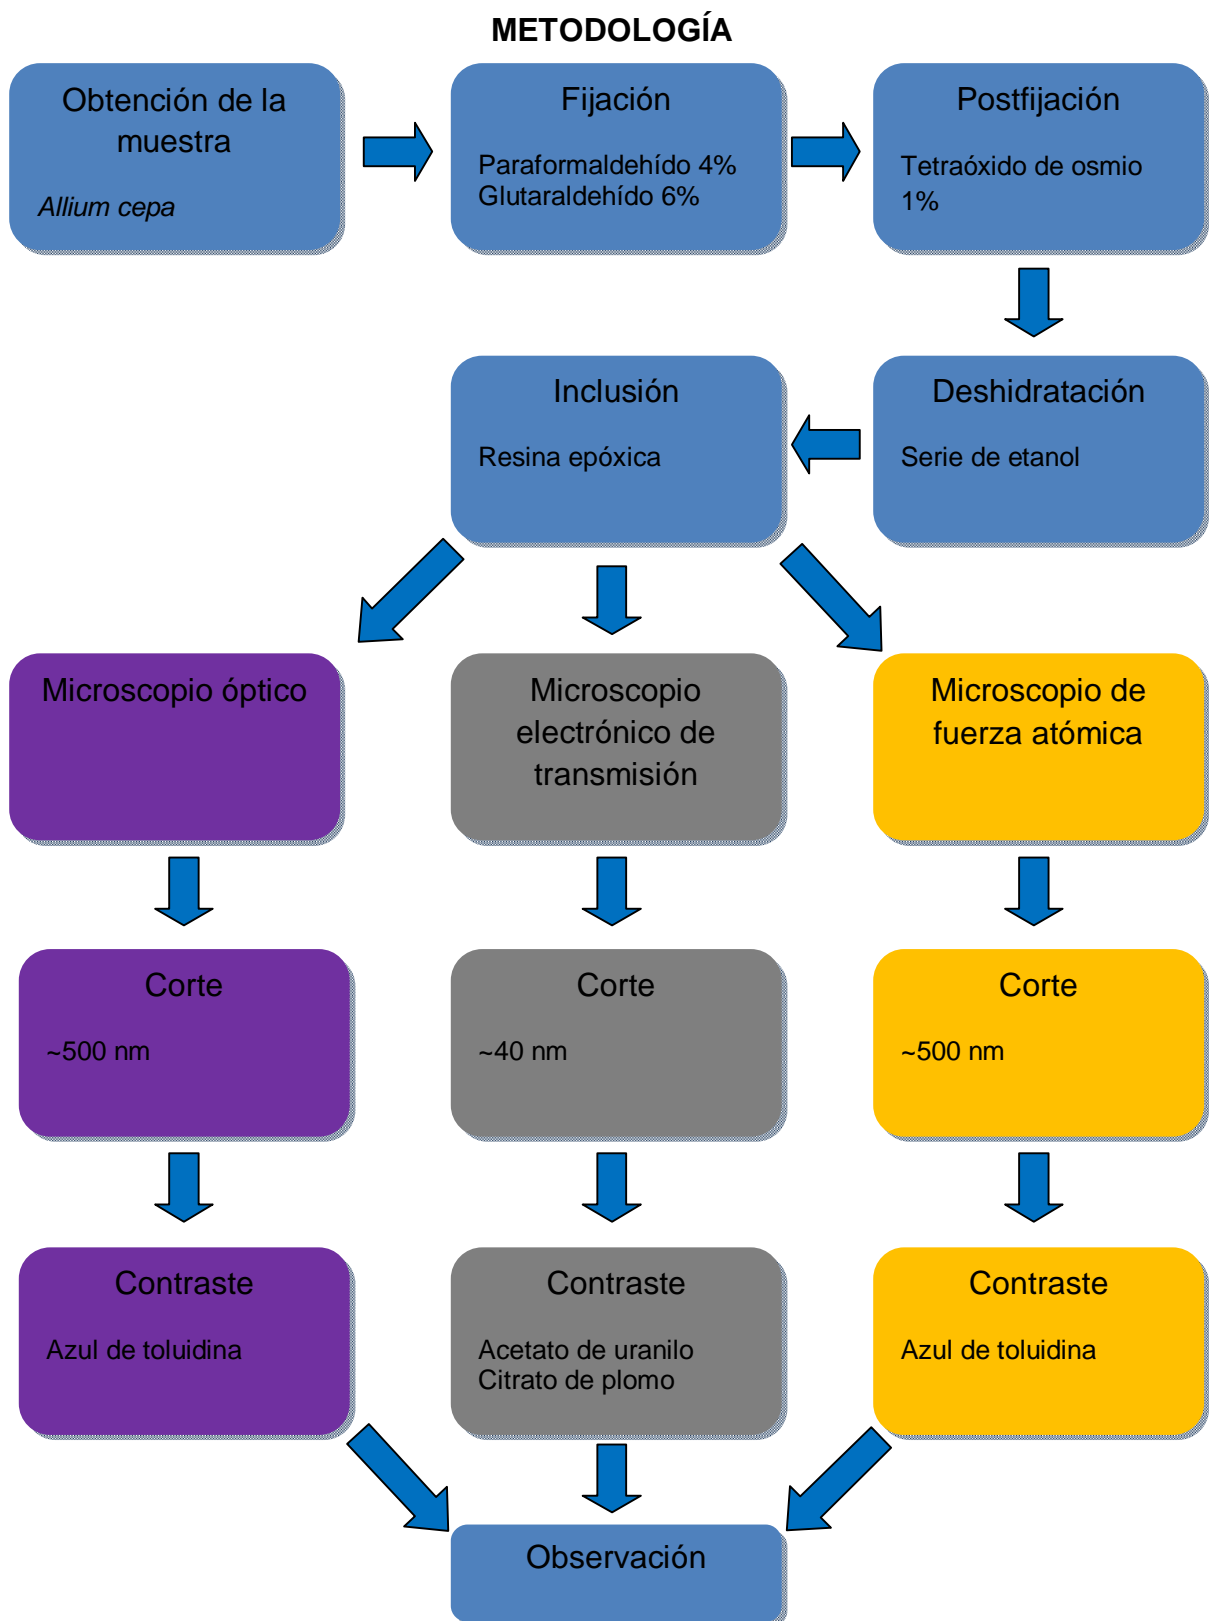 METODOLOGÍA
Obtención de la
muestra
Allium cepa
Fijación
Paraformaldehído 4%
Glutaraldehído 6%
Postfijación
Tetraóxido de osmio
1%
Inclusión
Resina epóxica
Deshidratación
Serie de etanol
Microscopio óptico
Microscopio
electrónico de
transmisión
Microscopio de
fuerza atómica
Corte
~500 nm
Corte
~40 nm
Corte
~500 nm
Contraste
Azul de toluidina
Contraste
Acetato de uranilo
Citrato de plomo
Contraste
Azul de toluidina
Observación